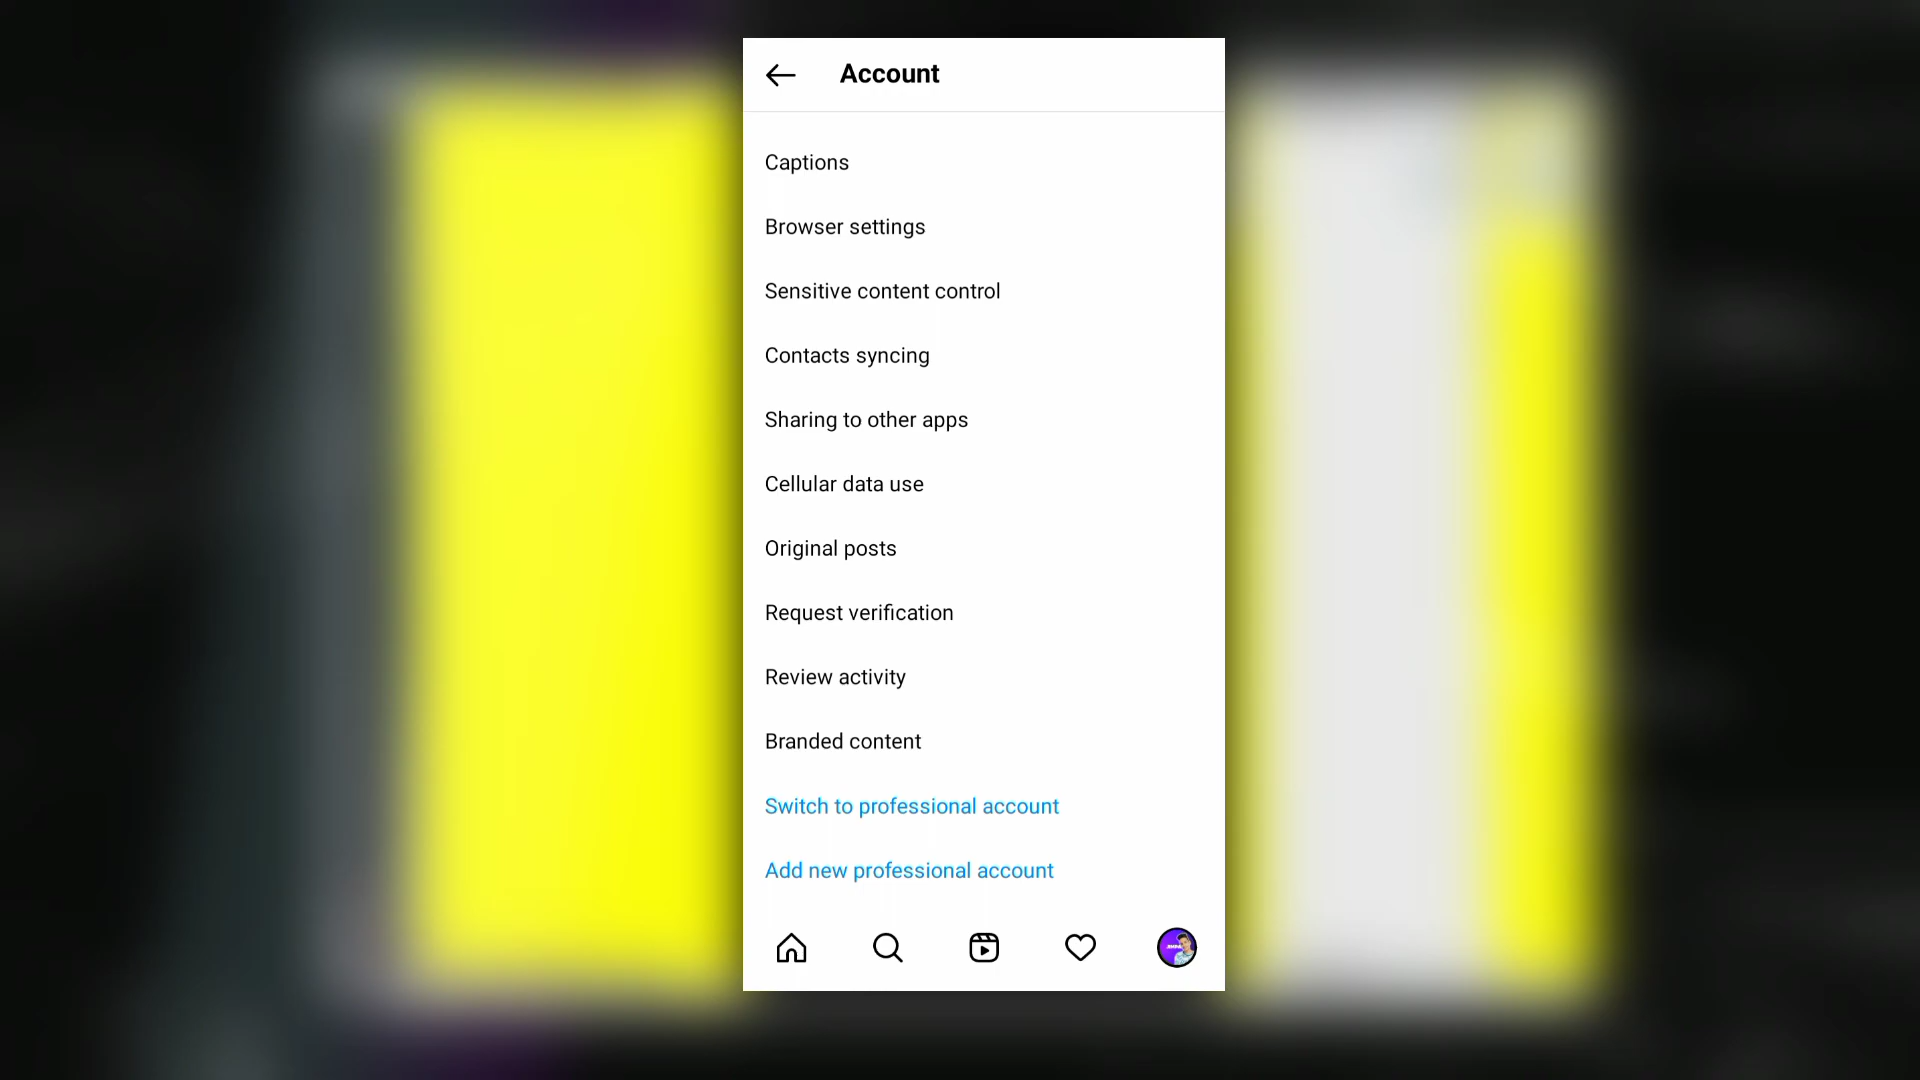 Account
Captions
Browser settings
Sensitive content control
Contacts syncing
Sharing to other apps
Cellular data use
Original posts
Request verification
Review activity
Branded content
Switch to professional account
Add new professional account